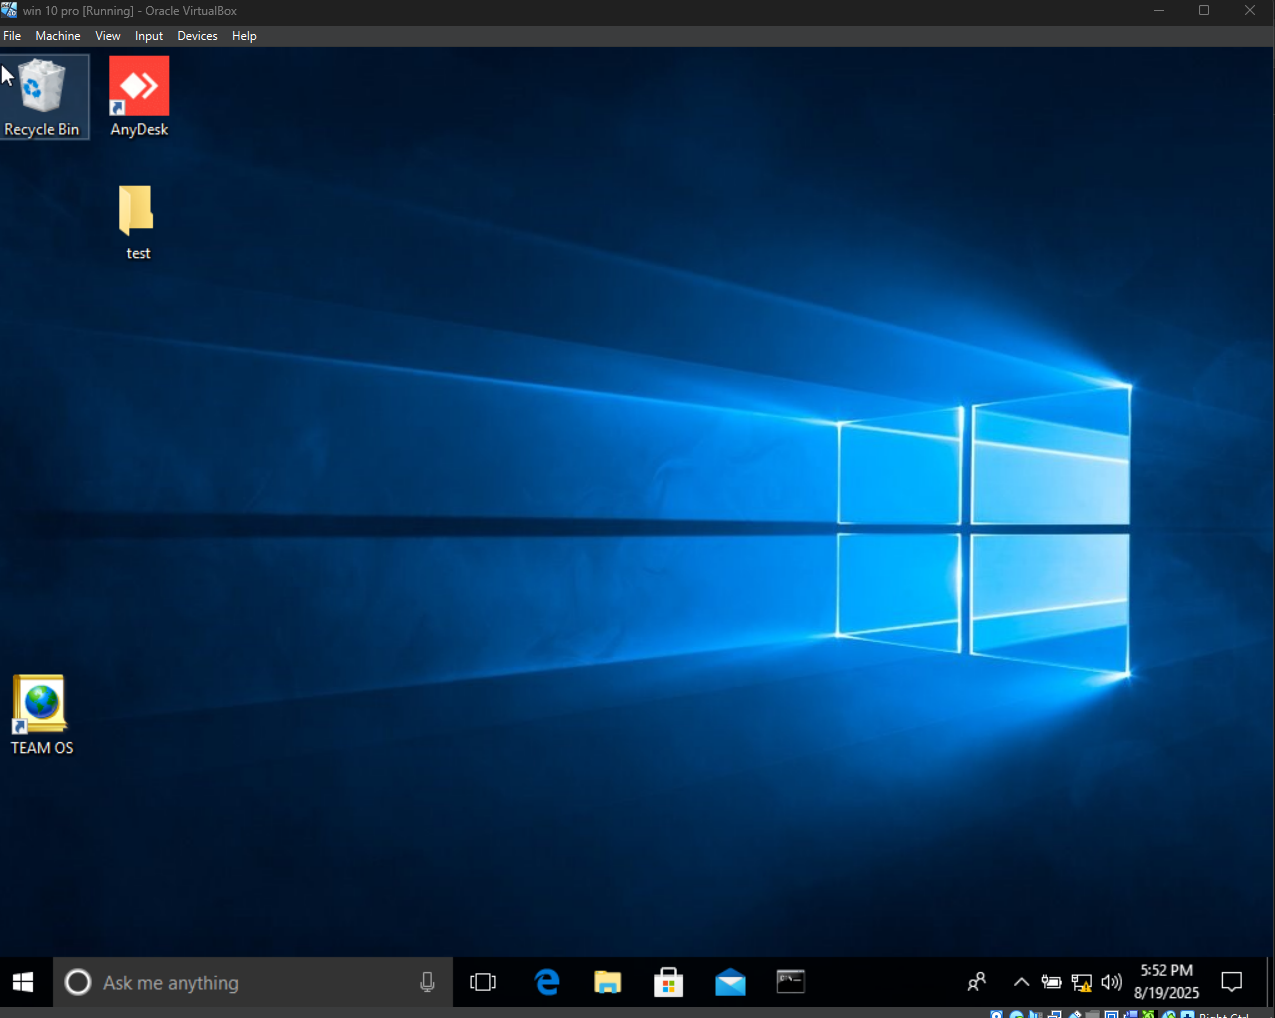 win 10 pro [Running] - Oracle VirtualBox
File Machine View Input Devices Help
Recycle Bin
AnyDesk
test
TEAM OS
Ask me anything
5:52 PM
8/19/2025
Right Ctrl